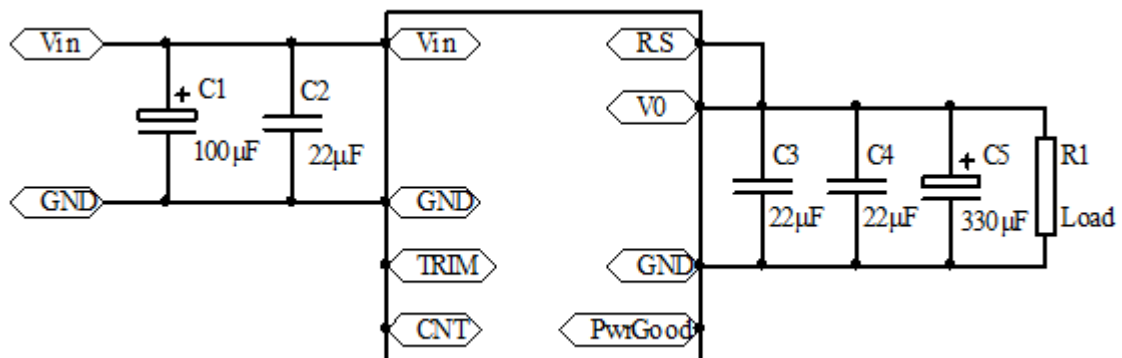 Vin
Vin
RS
C1
C2
V0
100μF
22μF
C3
C4
C5
R1
22μF
22μF
330μF
Load
GND
GND
TRIM
GND
CNT
PwrGood
+
+